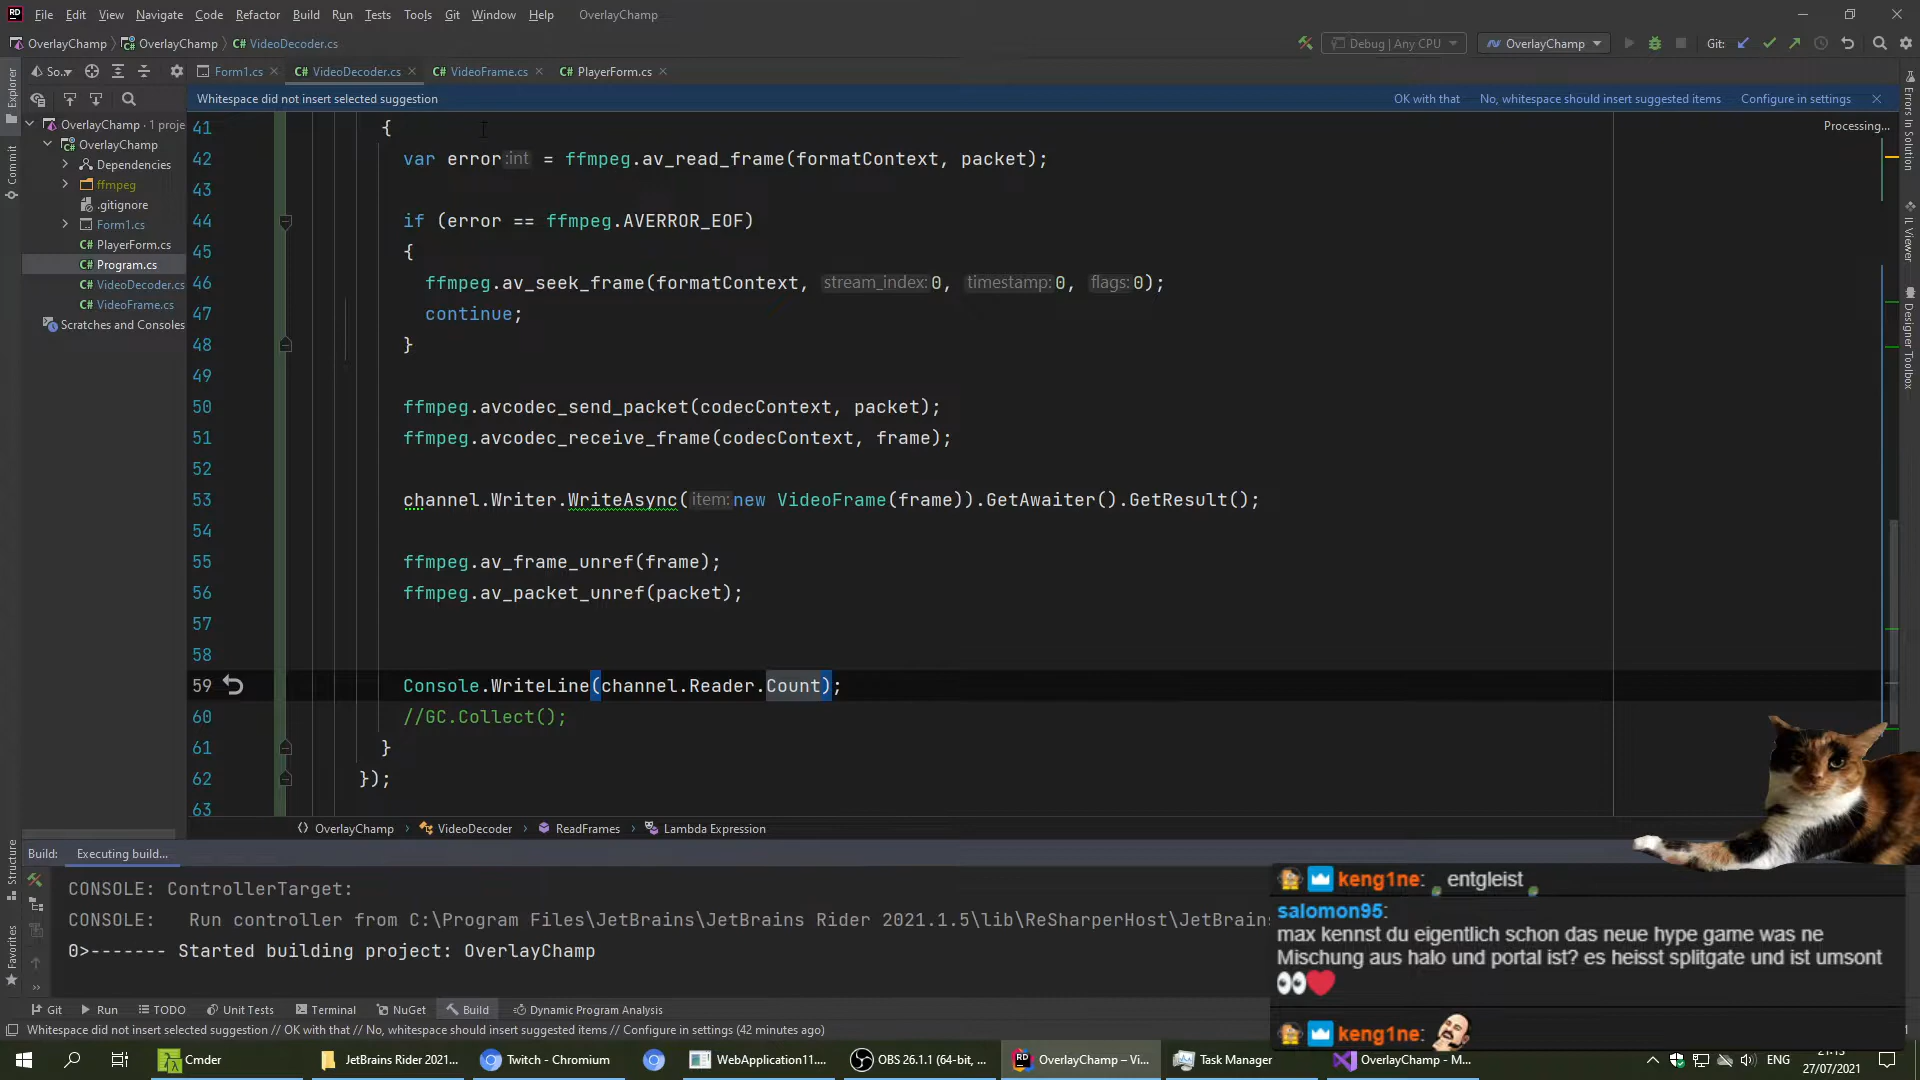 File Edit View Navigate Code Refactor Build Run Tests Tools Git Window Help OverlayChamp
OverlayChamp OverlayChamp VideoDecoder.cs Debug | Any CPU OverlayChamp Git:
So.. Form1.cs VideoDecoder.cs VideoFrame.cs PlayerForm.cs
Whitespace did not insert selected suggestion OK with that No, whitespace should insert suggested items Configure in settings
Processing...
Explorer
Commit
Structure
Favorites
OverlayChamp · 1 proje
OverlayChamp
Dependencies
ffmpeg
.gitignore
Form1.cs
C# PlayerForm.cs
C# Program.cs
C# VideoDecoder.cs
C# VideoFrame.cs
Scratches and Consoles
41 {
42 var error:int = ffmpeg.av_read_frame(formatContext, packet);
43
44 if (error == ffmpeg.AVERROR_EOF)
45 {
46 ffmpeg.av_seek_frame(formatContext, stream_index:0, timestamp:0, flags:0);
47 continue;
48 }
49
50 ffmpeg.avcodec_send_packet(codecContext, packet);
51 ffmpeg.avcodec_receive_frame(codecContext, frame);
52
53 channel.Writer.WriteAsync(item:new VideoFrame(frame)).GetAwaiter().GetResult();
54
55 ffmpeg.av_frame_unref(frame);
56 ffmpeg.av_packet_unref(packet);
57
58
59 Console.WriteLine(channel.Reader.Count);
60 //GC.Collect();
61 }
62 });
63
Errors In Solution
IL Viewer
Designer Toolbox
OverlayChamp VideoDecoder ReadFrames Lambda Expression
Build: Executing build...
CONSOLE: ControllerTarget:
CONSOLE: Run controller from C:\Program Files\JetBrains\JetBrains Rider 2021.1.5\lib\ReSharperHost\JetBrains
0>------- Started building project: OverlayChamp
keng1ne: entgleist
salomon95:
max kennst du eigentlich schon das neue hype game was ne
Mischung aus halo und portal ist? es heisst splitgate und ist umsont
keng1ne:
Git Run TODO Unit Tests Terminal NuGet Build Dynamic Program Analysis
Whitespace did not insert selected suggestion // OK with that // No, whitespace should insert suggested items // Configure in settings (42 minutes ago)
Cmder JetBrains Rider 2021... Twitch - Chromium WebApplication11.... OBS 26.1.1 (64-bit, ... OverlayChamp – Vi... Task Manager OverlayChamp - M... ENG
27/07/2021